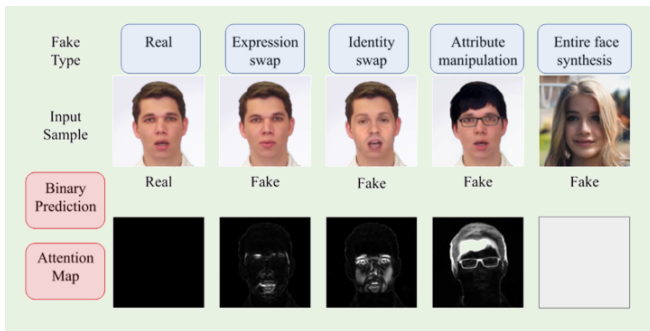 Fake Type
Real
Expression swap
Identity swap
Attribute manipulation
Entire face synthesis
Input Sample
Binary Prediction
Real
Fake
Fake
Fake
Fake
Attention Map